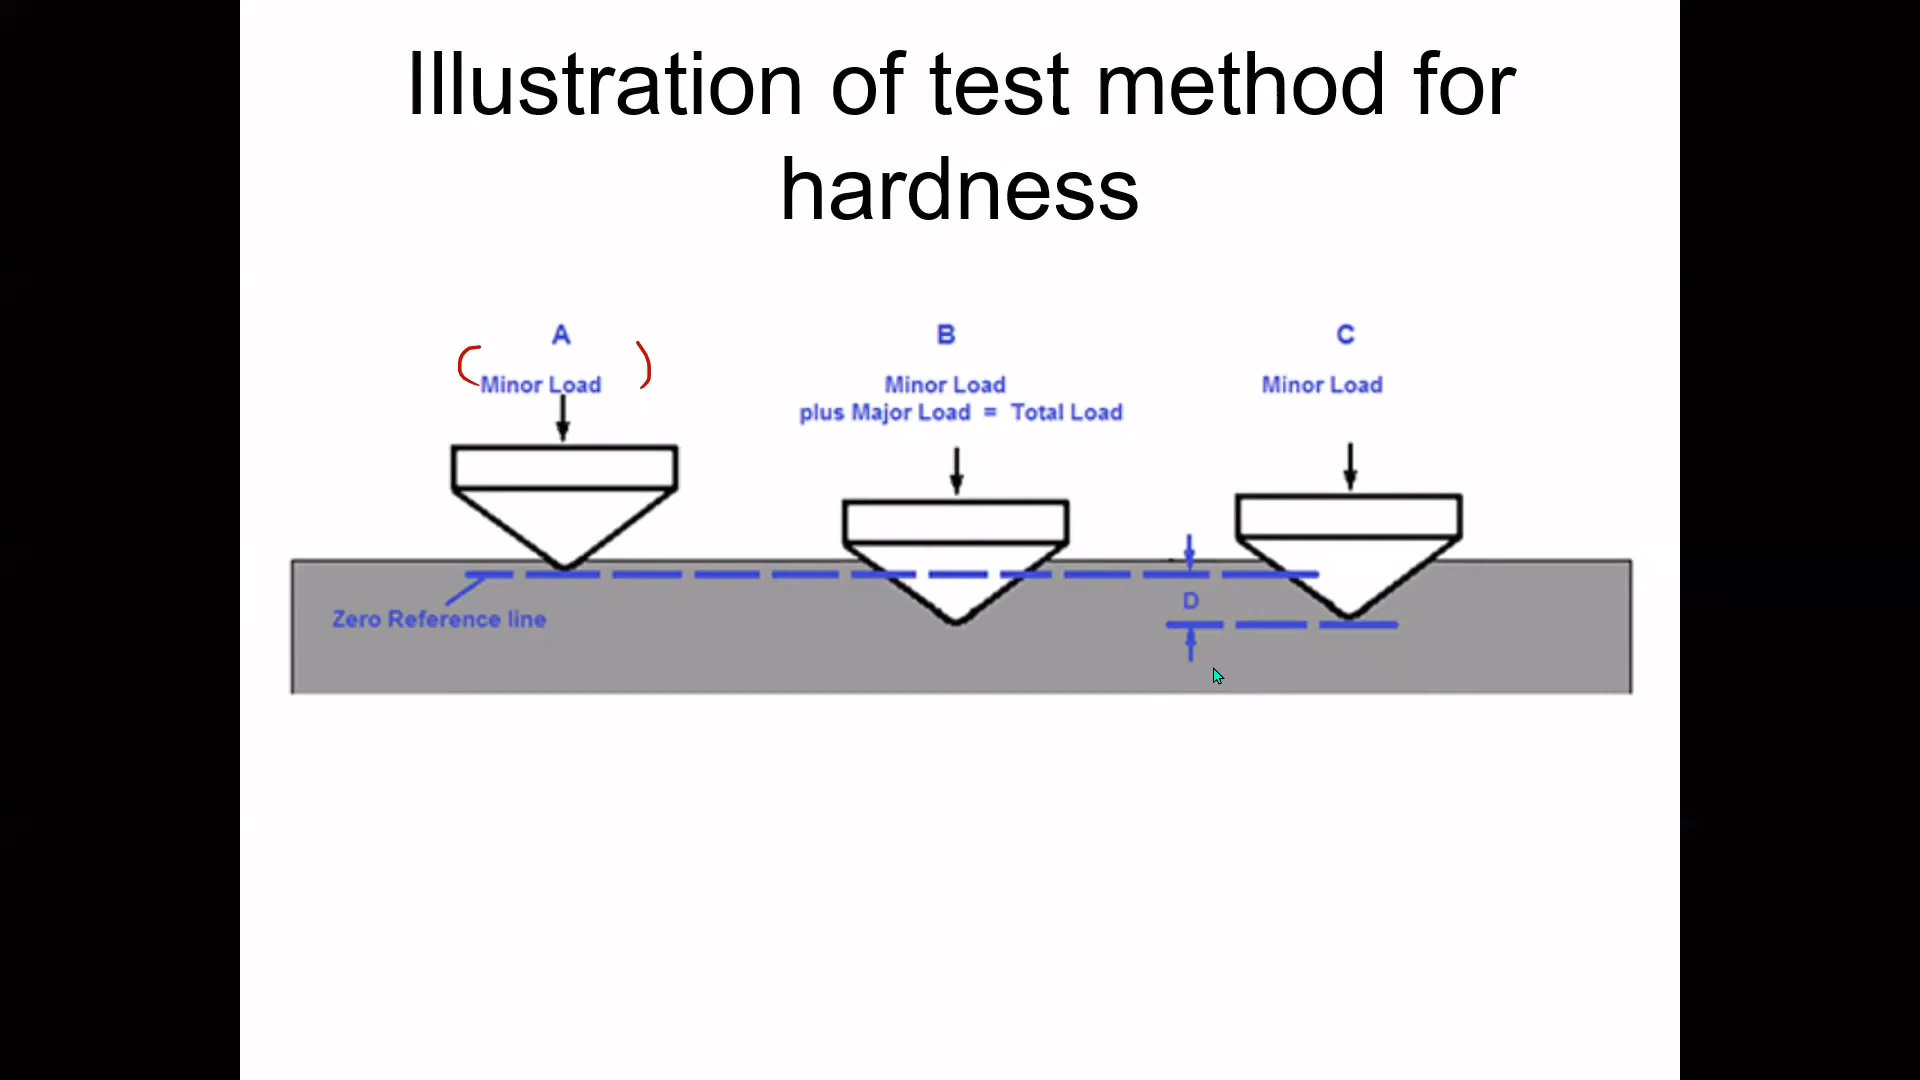 Illustration of test method for
hardness
A
Minor Load
B
Minor Load
plus Major Load = Total Load
C
Minor Load
D
Zero Reference line